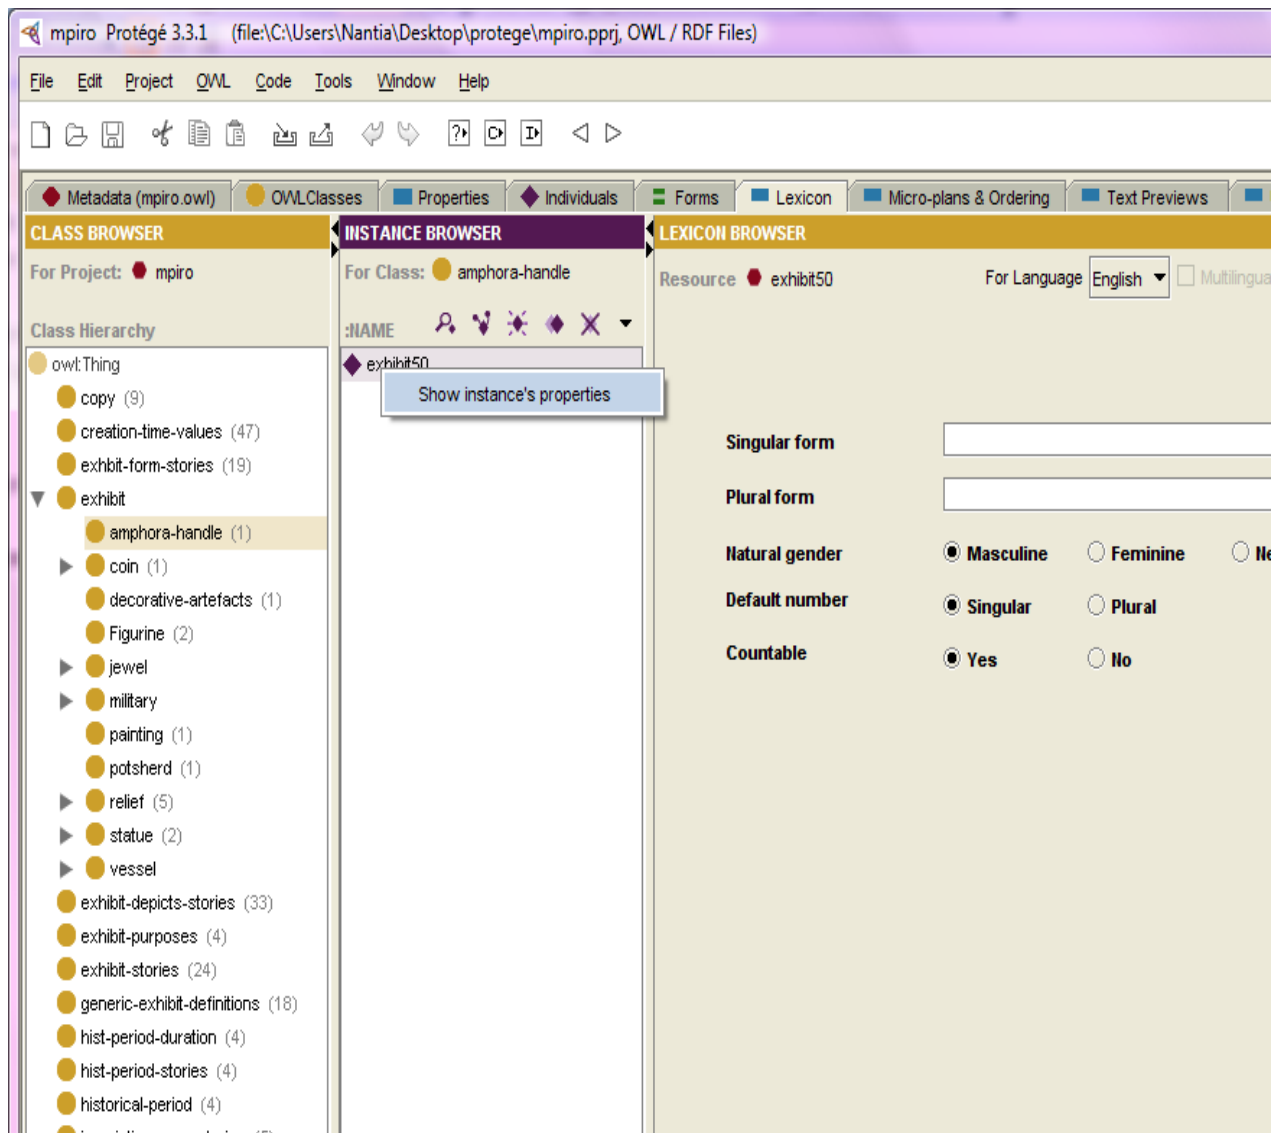 mpiro Protégé 3.3.1 (file:\C:\Users\Nantia\Desktop\protege\mpiro.pprj, OWL / RDF Files)
File Edit Project OWL Code Tools Window Help
Metadata (mpiro.owl) OWLClasses Properties Individuals Forms Lexicon Micro-plans & Ordering Text Previews
CLASS BROWSER
For Project: mpiro
Class Hierarchy
owl:Thing
copy (9)
creation-time-values (47)
exhbit-form-stories (19)
exhibit
amphora-handle (1)
coin (1)
decorative-artefacts (1)
Figurine (2)
jewel
military
painting (1)
potsherd (1)
relief (5)
statue (2)
vessel
exhibit-depicts-stories (33)
exhibit-purposes (4)
exhibit-stories (24)
generic-exhibit-definitions (18)
hist-period-duration (4)
hist-period-stories (4)
historical-period (4)
INSTANCE BROWSER
For Class: amphora-handle
:NAME
exhibit50
Show instance's properties
LEXICON BROWSER
Resource exhibit50 For Language English Multilingua
Singular form
Plural form
Natural gender Masculine Feminine Ne
Default number Singular Plural
Countable Yes No